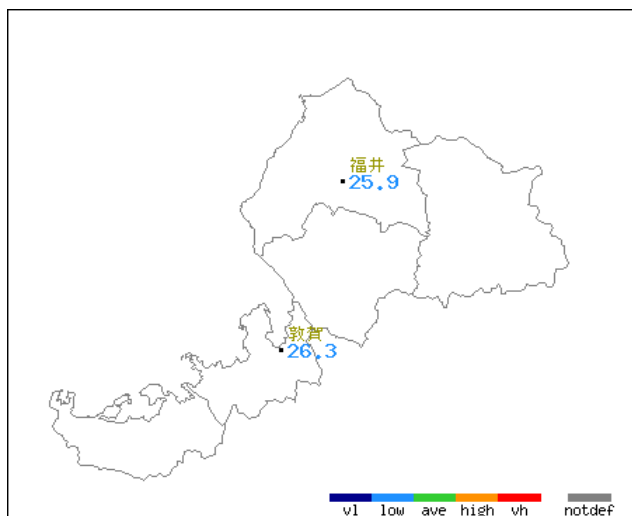 福井
25.9
敦賀
26.3
vl low ave high vh notdef